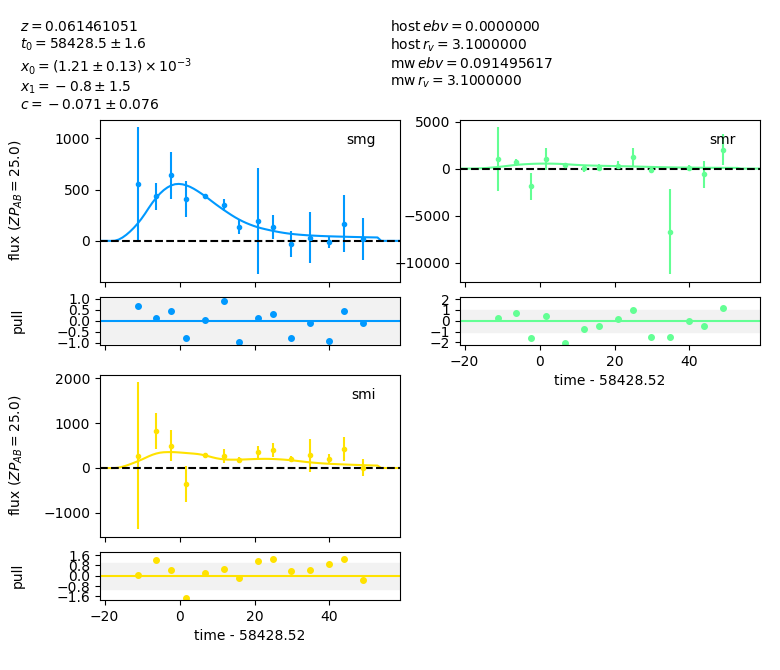 z = 0.061461051
t₀ = 58428.5 ± 1.6
x₀ = (1.21 ± 0.13) × 10⁻³
x₁ = − 0.8 ± 1.5
c = − 0.071 ± 0.076
host ebv = 0.0000000
host r_v = 3.1000000
mw ebv = 0.091495617
mw r_v = 3.1000000
smg
flux (ZP_AB = 25.0)
1000
500
0
pull
1.0
0.5
0.0
−0.5
−1.0
smr
5000
0
−5000
−10000
2
1
0
−1
−2
−20 0 20 40
time - 58428.52
smi
flux (ZP_AB = 25.0)
2000
1000
0
−1000
pull
1.6
0.8
0.0
−0.8
−1.6
−20 0 20 40
time - 58428.52